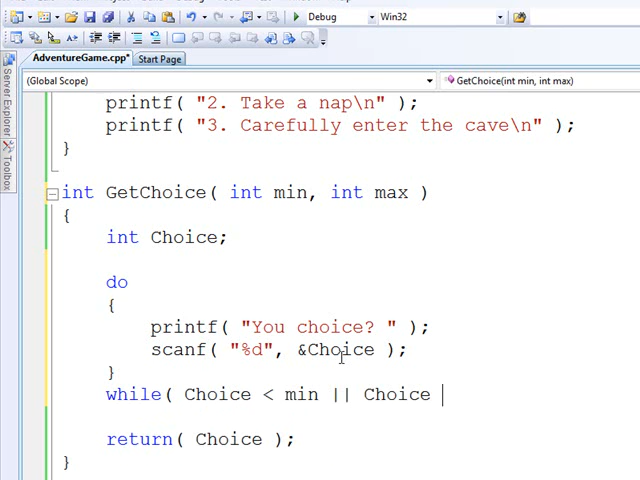 Debug Win32
AdventureGame.cpp* Start Page
(Global Scope) GetChoice(int min, int max)
Server Explorer
Toolbox
printf( "2. Take a nap\n" );
printf( "3. Carefully enter the cave\n" );
}
int GetChoice( int min, int max )
{
int Choice;
do
{
printf( "You choice? " );
scanf( "%d", &Choice );
}
while( Choice < min || Choice
return( Choice );
}